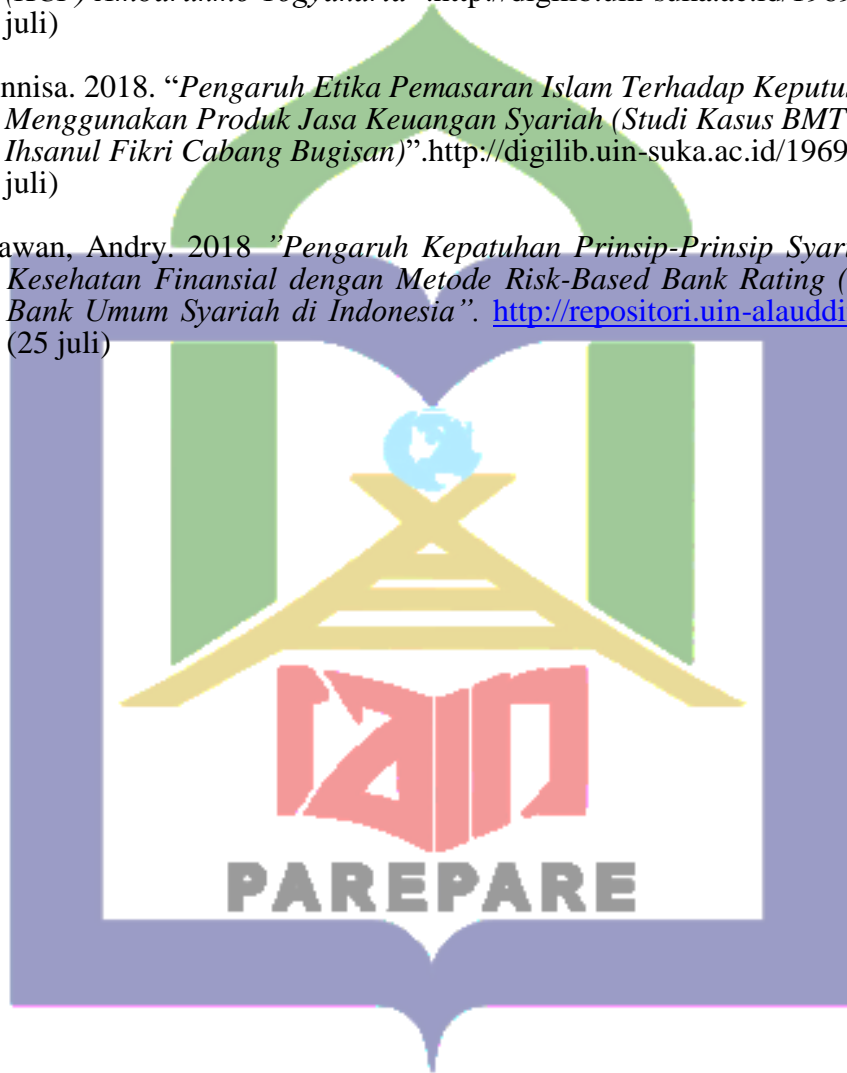 juli)
nnisa. 2018. “Pengaruh Etika Pemasaran Islam Terhadap Keputus
Menggunakan Produk Jasa Keuangan Syariah (Studi Kasus BMT
Ihsanul Fikri Cabang Bugisan)”.http://digilib.uin-suka.ac.id/1969
juli)
awan, Andry. 2018 ”Pengaruh Kepatuhan Prinsip-Prinsip Syari
Kesehatan Finansial dengan Metode Risk-Based Bank Rating (
Bank Umum Syariah di Indonesia”. http://repositori.uin-alauddi
(25 juli)
iain
PAREPARE